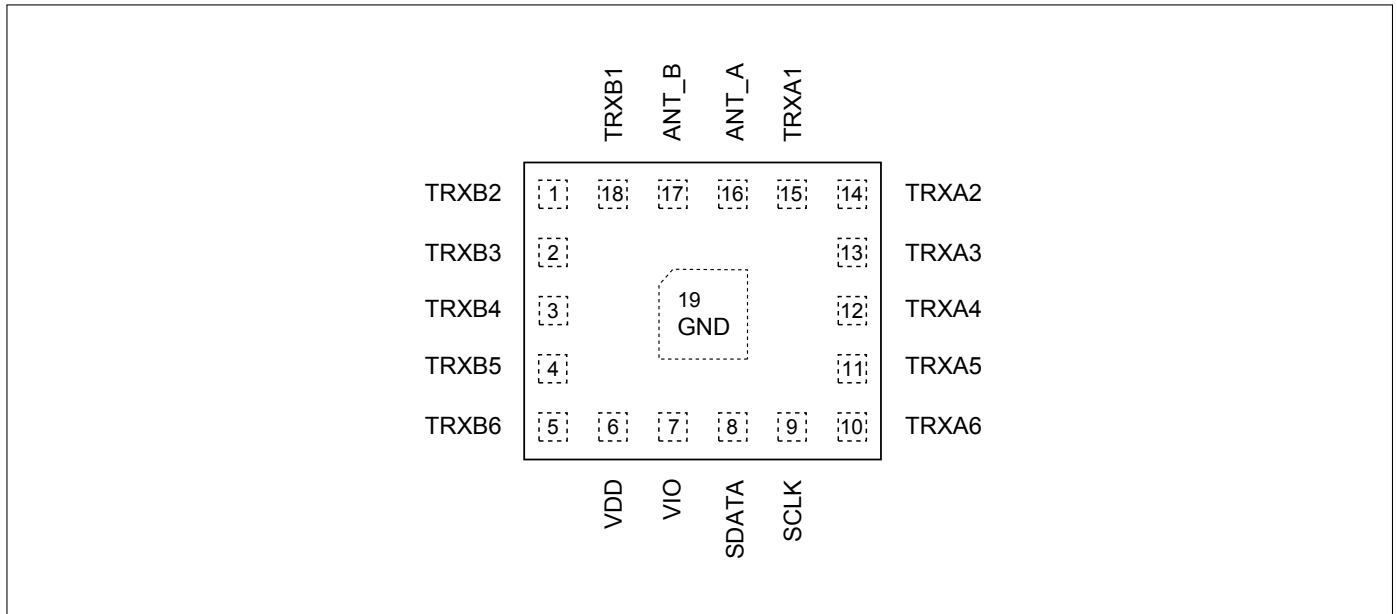 TRXB1 ANT_B ANT_A TRXA1
TRXB2 1 18 17 16 15 14 TRXA2
TRXB3 2 13 TRXA3
19
TRXB4 3 12 TRXA4
GND
TRXB5 4 11 TRXA5
TRXB6 5 6 7 8 9 10 TRXA6
VDD VIO SDATA SCLK